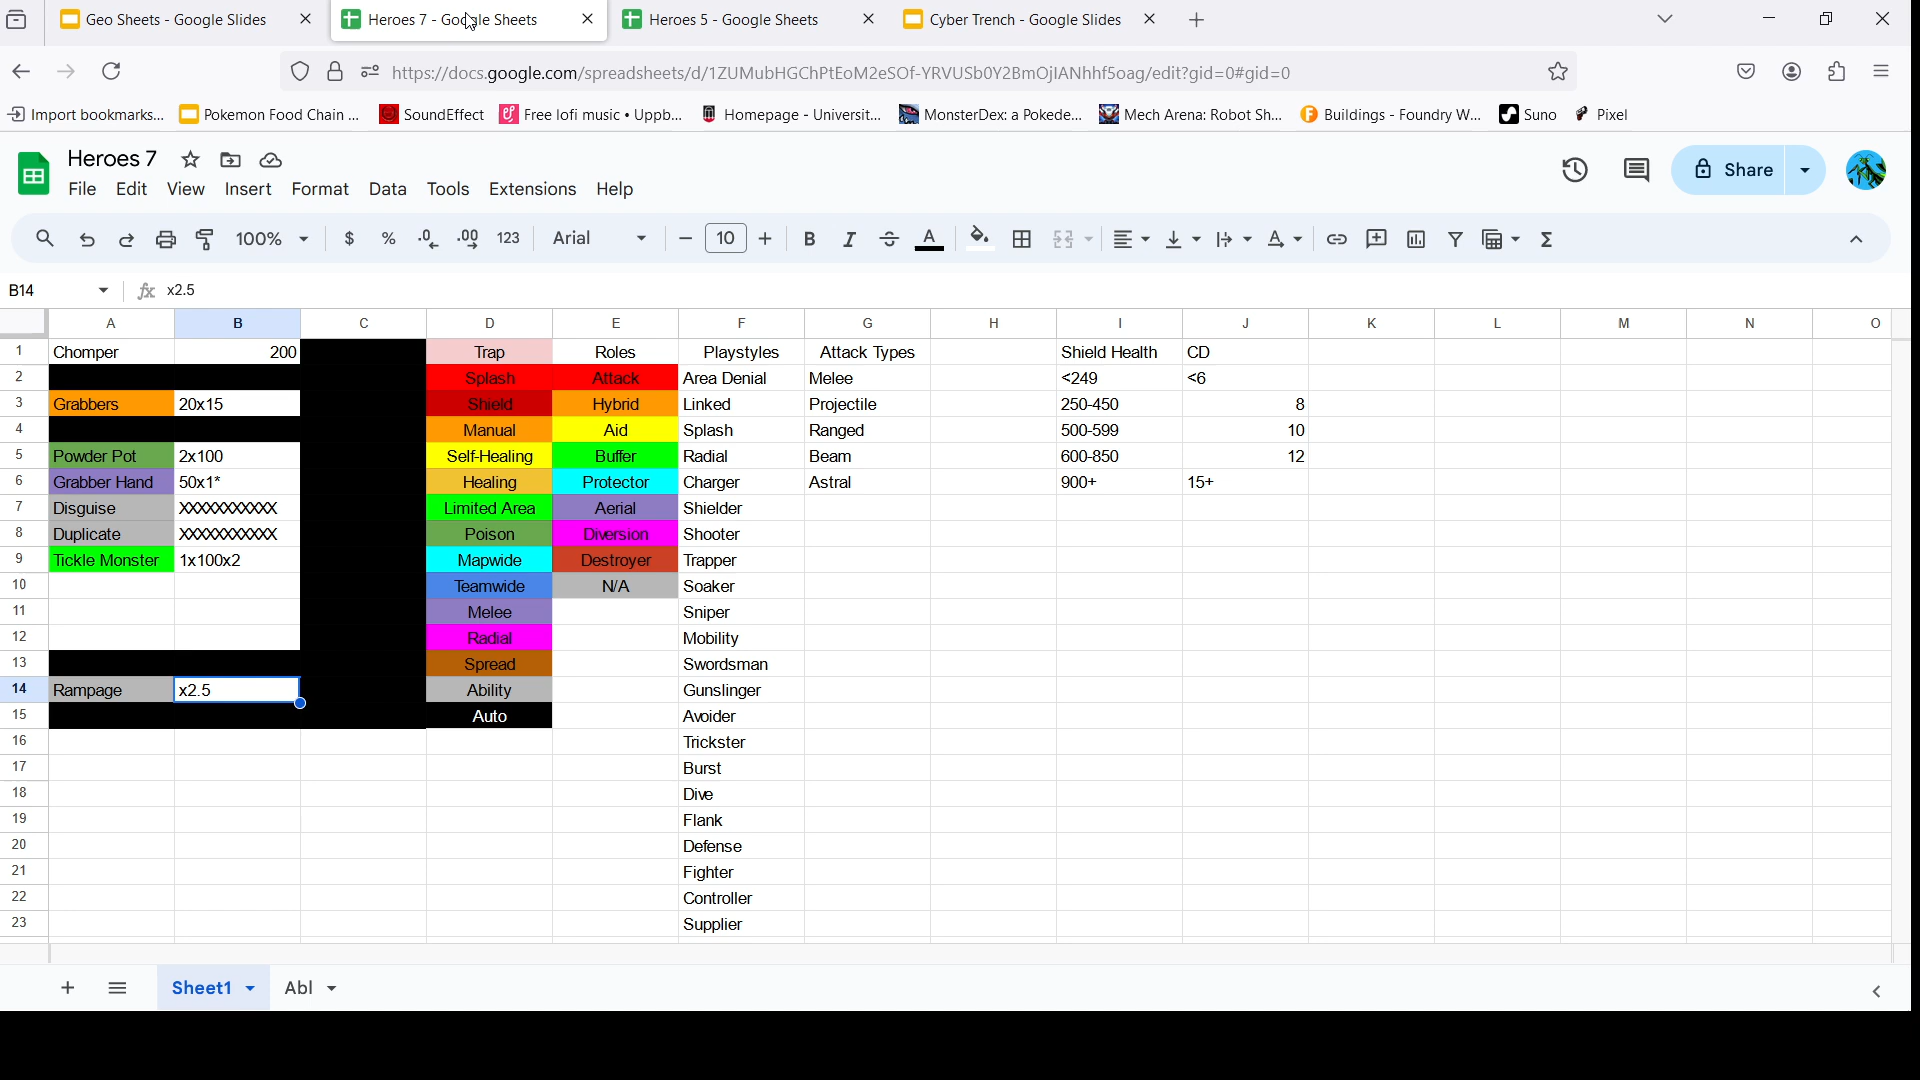 Geo Sheets - Google Slides
Heroes 7 - Google Sheets
Heroes 5 - Google Sheets
Cyber Trench - Google Slides
https://docs.google.com/spreadsheets/d/1ZUMubHGChPtEoM2eSOf-YRVUSb0Y2BmOjIANhhf5oag/edit?gid=0#gid=0
Import bookmarks... Pokemon Food Chain ... SoundEffect Free lofi music • Uppb... Homepage - Universit... MonsterDex: a Pokede... Mech Arena: Robot Sh... Buildings - Foundry W... Suno Pixel
Heroes 7
File Edit View Insert Format Data Tools Extensions Help
Share
100% $ % .0 .00 123 Arial 10 B I S A
B14 fx x2.5
A B C D E F G H I J K L M N O
1 Chomper 200 Trap Roles Playstyles Attack Types Shield Health CD
2 Splash Attack Area Denial Melee <249 <6
3 Grabbers 20x15 Shield Hybrid Linked Projectile 250-450 8
4 Manual Aid Splash Ranged 500-599 10
5 Powder Pot 2x100 Self-Healing Buffer Radial Beam 600-850 12
6 Grabber Hand 50x1* Healing Protector Charger Astral 900+ 15+
7 Disguise XXXXXXXXXXX Limited Area Aerial Shielder
8 Duplicate XXXXXXXXXXX Poison Diversion Shooter
9 Tickle Monster 1x100x2 Mapwide Destroyer Trapper
10 Teamwide N/A Soaker
11 Melee Sniper
12 Radial Mobility
13 Spread Swordsman
14 Rampage x2.5 Ability Gunslinger
15 Auto Avoider
16 Trickster
17 Burst
18 Dive
19 Flank
20 Defense
21 Fighter
22 Controller
23 Supplier
Sheet1 Abl